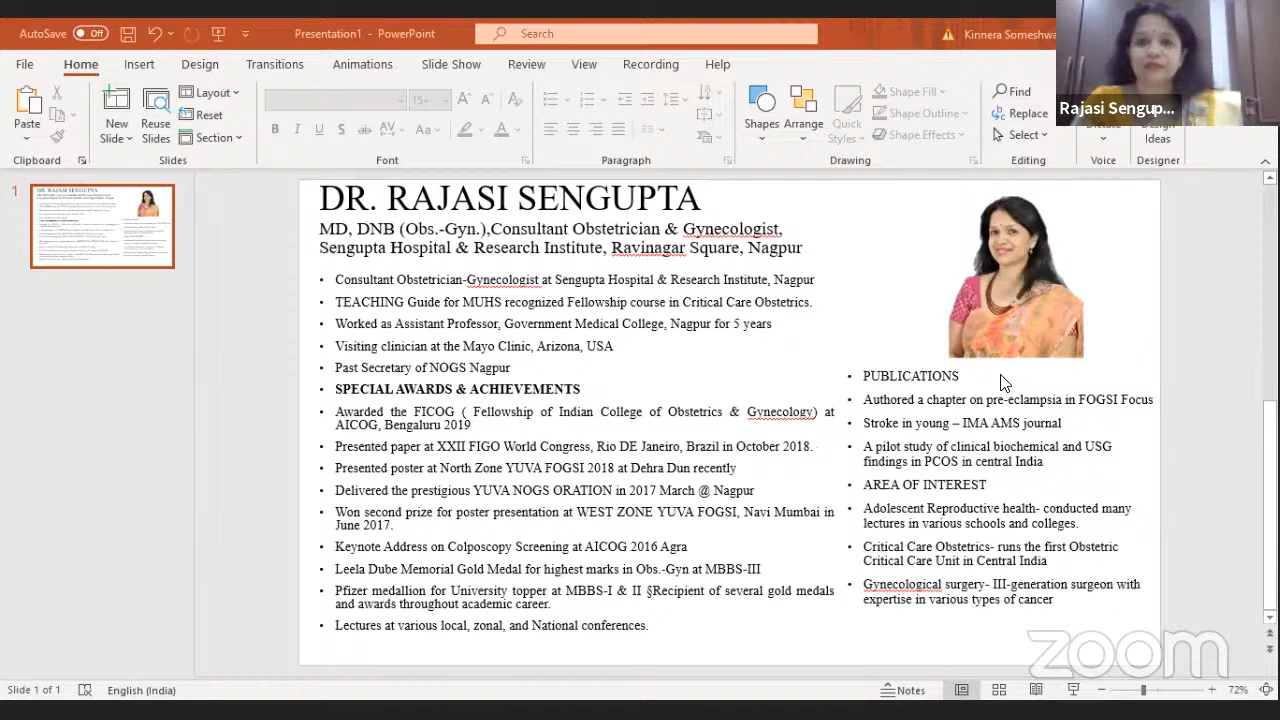 AutoSave Off Presentation1 - PowerPoint Search Kinnera Someshwa
File Home Insert Design Transitions Animations Slide Show Review View Recording Help
Rajasi Sengup...
Paste
New Slide
Reuse Slides
Layout
Reset
Section
15
B I U S ab AV Aa A
Shapes
Arrange
Quick Styles
Shape Fill
Shape Outline
Shape Effects
Find
Replace
Select
Dictate
Design Ideas
Clipboard Slides Font Paragraph Drawing Editing Voice Designer
1
DR. RAJASI SENGUPTA
MD, DNB (Obs.-Gyn.),Consultant Obstetrician & Gynecologist
Sengupta Hospital & Research Institute, Ravinagar Square, Nagpur
• Consultant Obstetrician-Gynecologist at Sengupta Hospital & Research Institute, Nagpur
• TEACHING Guide for MUHS recognized Fellowship course in Critical Care Obstetrics.
• Worked as Assistant Professor, Government Medical College, Nagpur for 5 years
• Visiting clinician at the Mayo Clinic, Arizona, USA
• Past Secretary of NOGS Nagpur
• SPECIAL AWARDS & ACHIEVEMENTS
• Awarded the FICOG ( Fellowship of Indian College of Obstetrics & Gynecology) at
AICOG, Bengaluru 2019
• Presented paper at XXII FIGO World Congress, Rio DE Janeiro, Brazil in October 2018.
• Presented poster at North Zone YUVA FOGSI 2018 at Dehra Dun recently
• Delivered the prestigious YUVA NOGS ORATION in 2017 March @ Nagpur
• Won second prize for poster presentation at WEST ZONE YUVA FOGSI, Navi Mumbai in
June 2017.
• Keynote Address on Colposcopy Screening at AICOG 2016 Agra
• Leela Dube Memorial Gold Medal for highest marks in Obs.-Gyn at MBBS-III
• Pfizer medallion for University topper at MBBS-I & II §Recipient of several gold medals
and awards throughout academic career.
• Lectures at various local, zonal, and National conferences.
• PUBLICATIONS
• Authored a chapter on pre-eclampsia in FOGSI Focus
• Stroke in young – IMA AMS journal
• A pilot study of clinical biochemical and USG
findings in PCOS in central India
• AREA OF INTEREST
• Adolescent Reproductive health- conducted many
lectures in various schools and colleges.
• Critical Care Obstetrics- runs the first Obstetric
Critical Care Unit in Central India
• Gynecological surgery- III-generation surgeon with
expertise in various types of cancer
zoom
Slide 1 of 1 English (India) Notes 72%